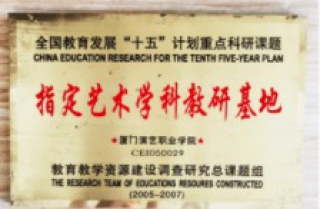 全国教育发展“十五”计划重点科研课题
CHINA EDUCATION RESEARCH FOR THE TENTH FIVE-YEAR PLAN
指定艺术学科教研基地
★厦门演艺职业学院★
CEI050029
教育教学资源建设调查研究总课题组
THE RESEARCH TEAM OF EDUCATIONS RESOURES CONSTRUCTED
(2005-2007)